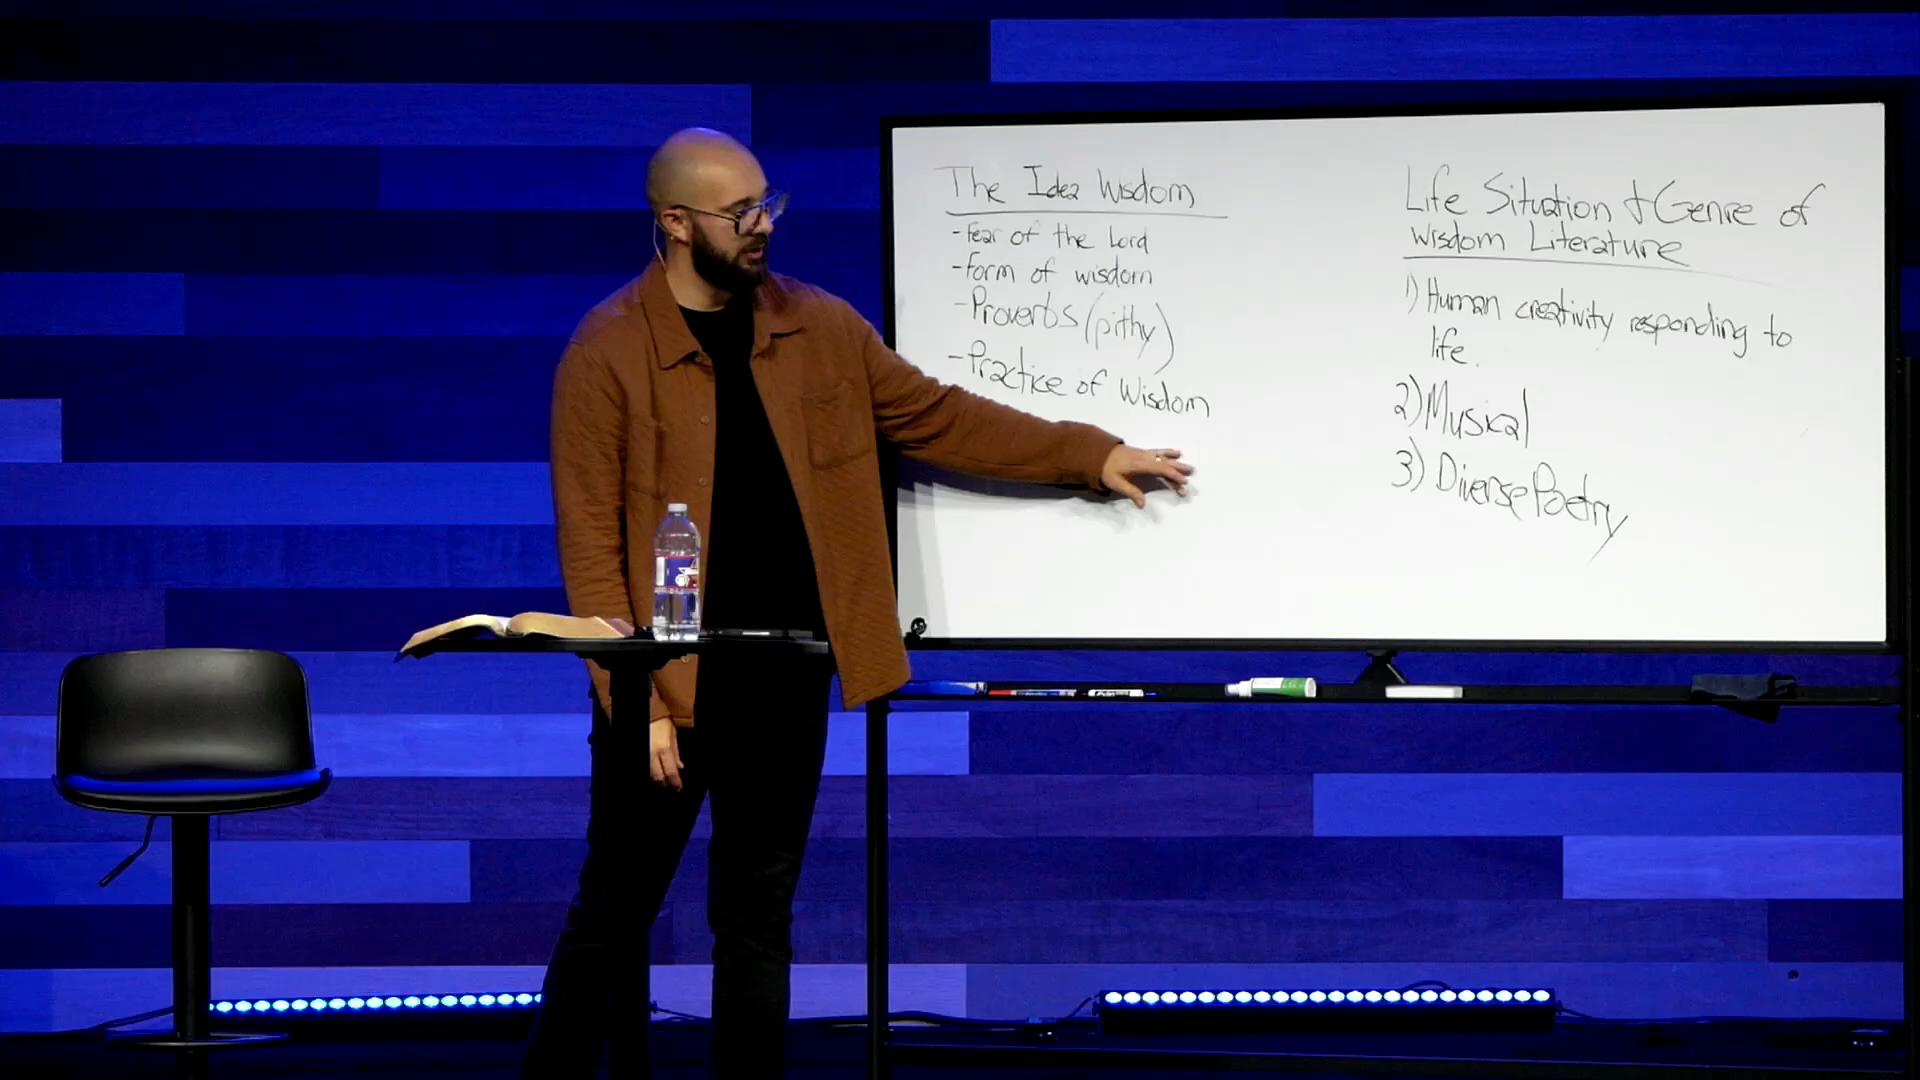 The Idea Wisdom
-Fear of the Lord
-Form of wisdom
-Proverbs (pithy)
-Practice of Wisdom
Life Situation & Genre of
Wisdom Literature
1) Human creativity responding to
life.
2) Musical
3) Diverse Poetry